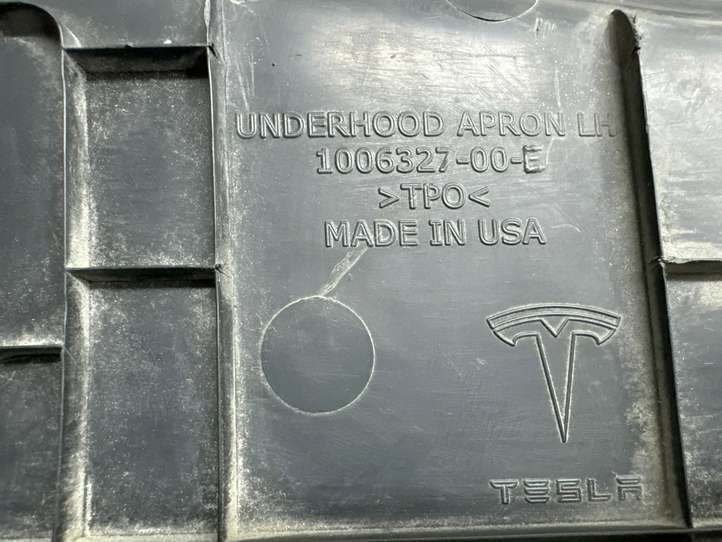 UNDERHOOD APRON LH
1006327-00-E
>TPO<
MADE IN USA
TESLA